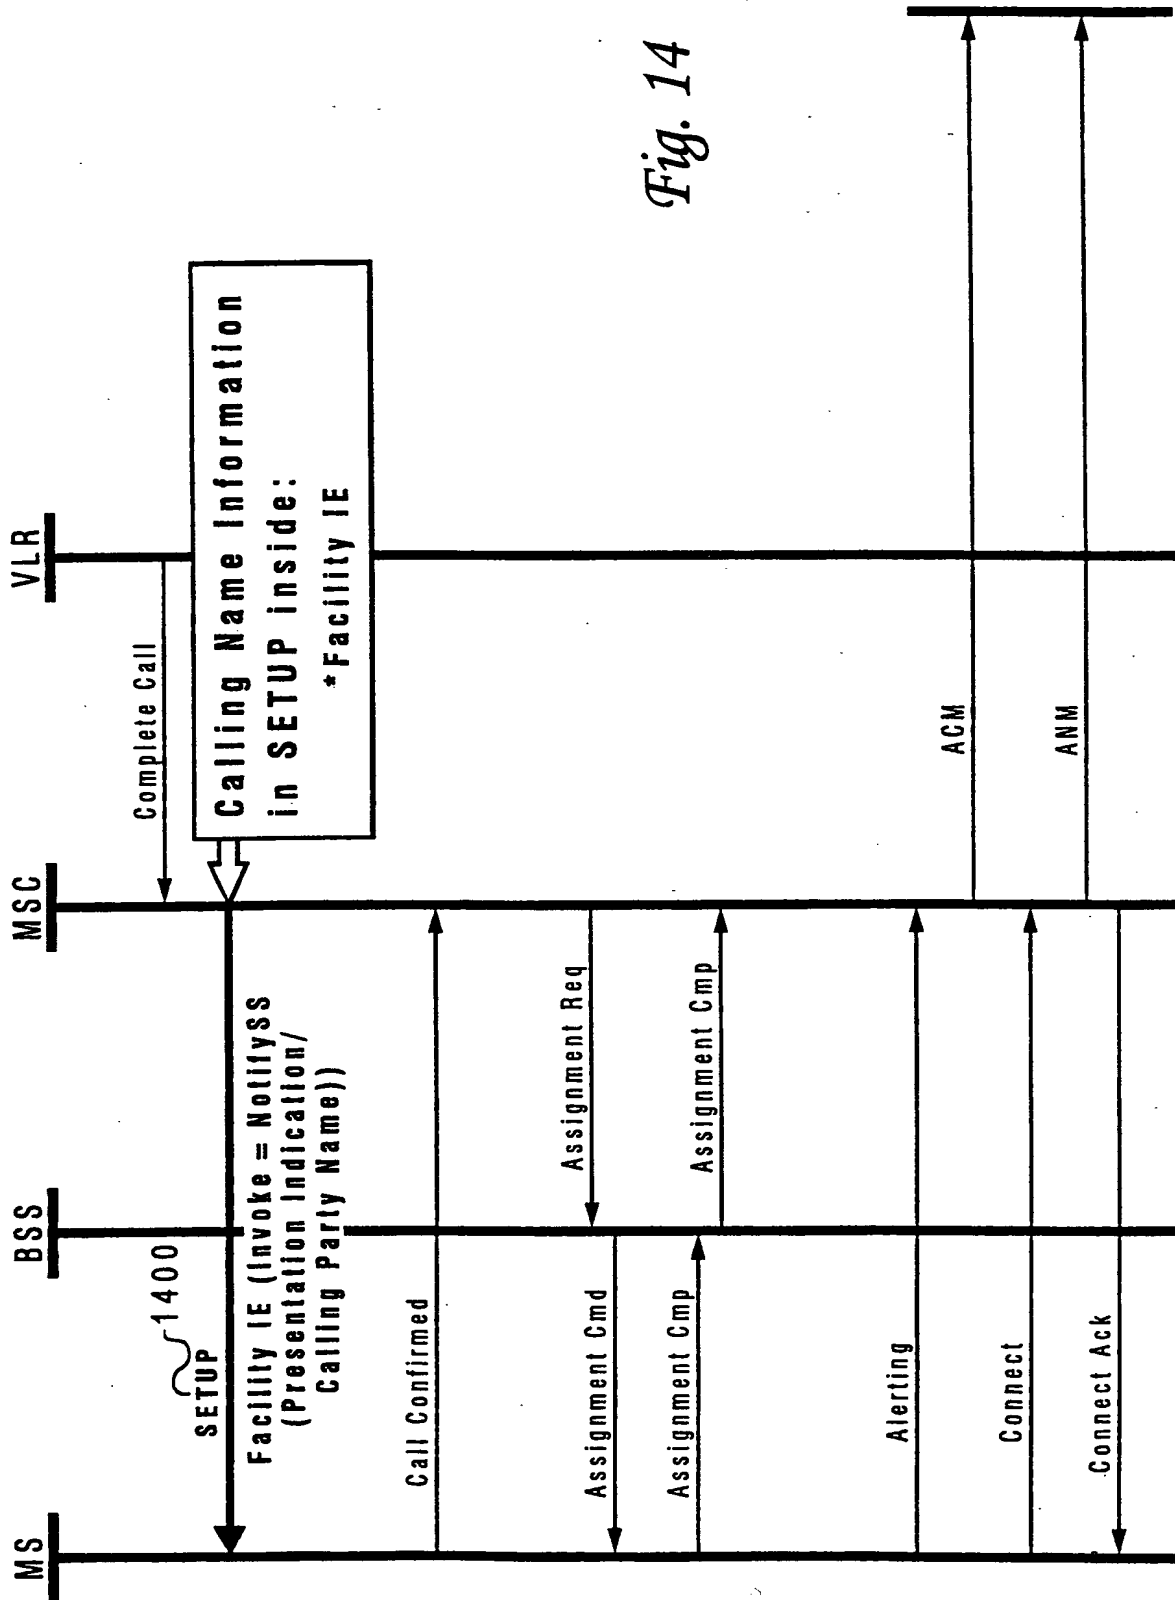 MS
BSS
MSC
VLR
Complete Call
1400
SETUP
Calling Name Information
in SETUP inside:
*Facility IE
Facility IE (Invoke = NotifySS
(Presentation Indication/
Calling Party Name))
Call Confirmed
Assignment Req
Assignment Cmd
Assignment Cmp
Assignment Cmp
Alerting
ACM
Connect
ANM
Connect Ack
Fig. 14